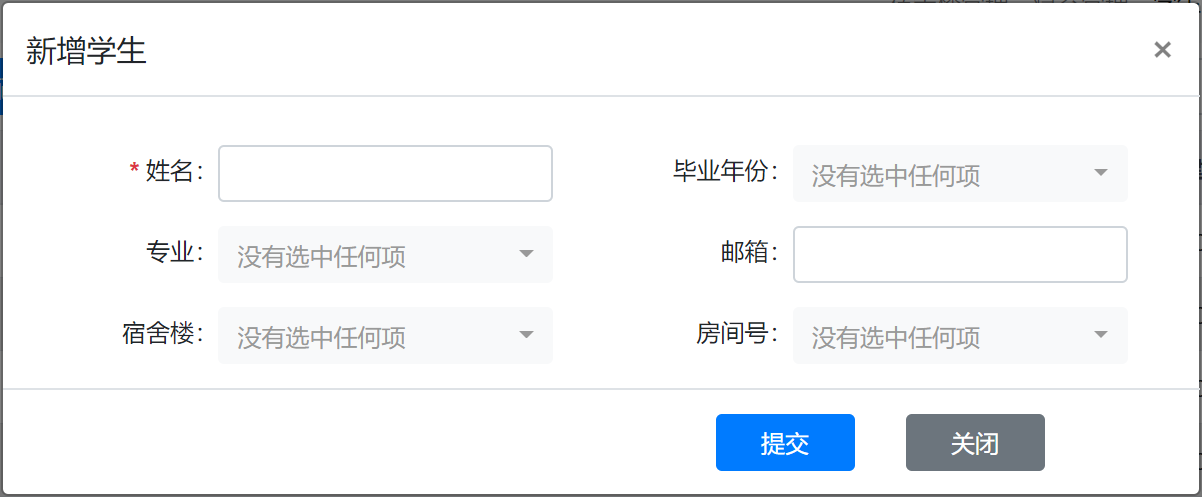 新增学生 ×
* 姓名：
毕业年份： 没有选中任何项
专业： 没有选中任何项
邮箱：
宿舍楼： 没有选中任何项
房间号： 没有选中任何项
提交 关闭